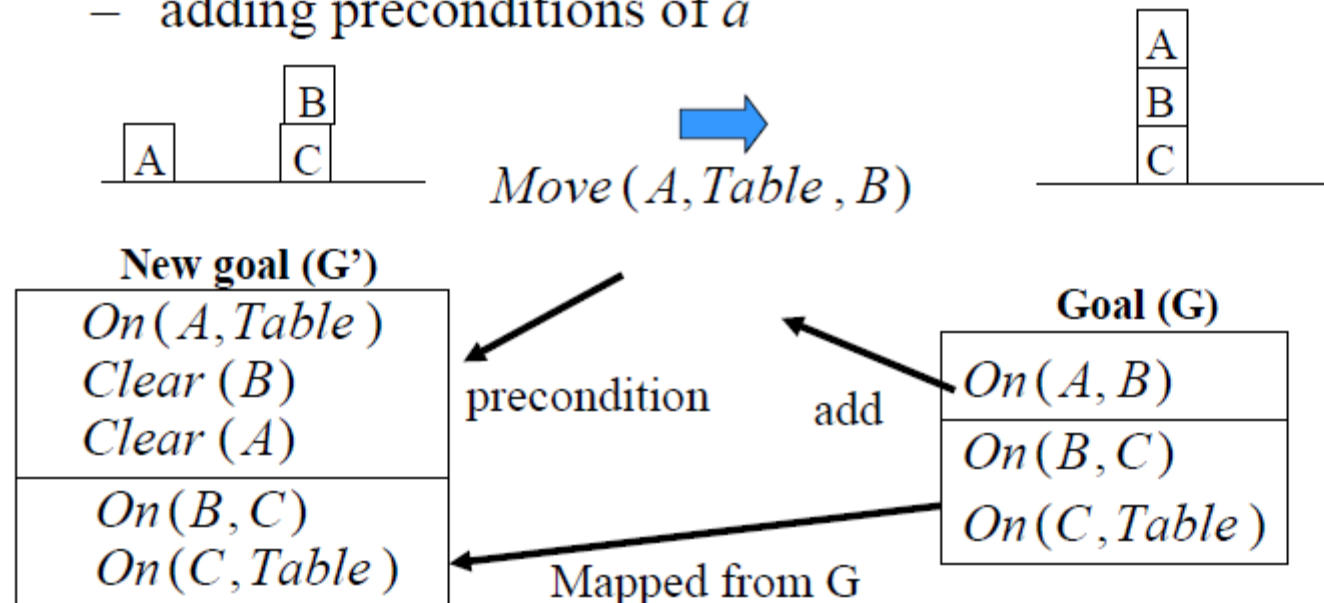 – adding preconditions of a
A
B
C
Move (A, Table, B)
A
B
C
New goal (G’)
On (A, Table)
Clear (B)
Clear (A)
On (B, C)
On (C, Table)
precondition
add
Mapped from G
Goal (G)
On (A, B)
On (B, C)
On (C, Table)